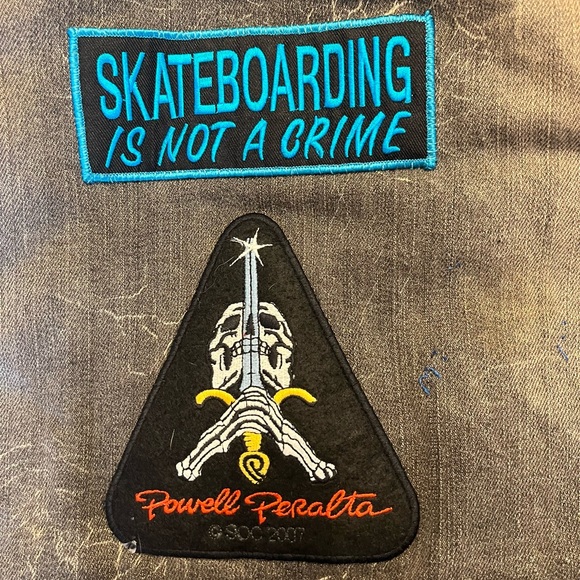 SKATEBOARDING
IS NOT A CRIME
Powell Peralta
© SOC 2007